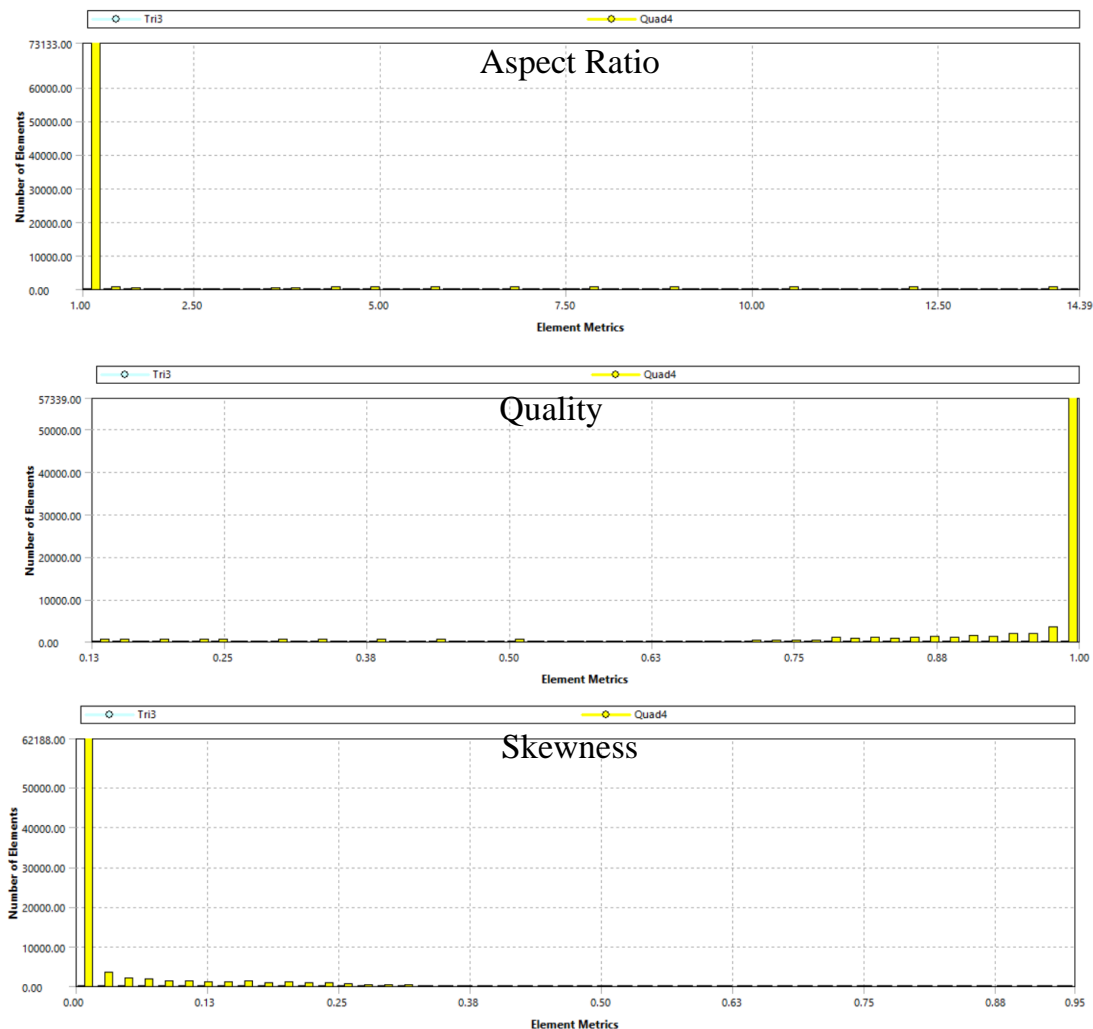 Tri3 Quad4
Aspect Ratio
73133.00
60000.00
50000.00
40000.00
30000.00
20000.00
10000.00
0.00
Number of Elements
1.00 2.50 5.00 7.50 10.00 12.50 14.39
Element Metrics
Tri3 Quad4
Quality
57339.00
50000.00
40000.00
30000.00
20000.00
10000.00
0.00
Number of Elements
0.13 0.25 0.38 0.50 0.63 0.75 0.88 1.00
Element Metrics
Tri3 Quad4
Skewness
62188.00
50000.00
40000.00
30000.00
20000.00
10000.00
0.00
Number of Elements
0.00 0.13 0.25 0.38 0.50 0.63 0.75 0.88 0.95
Element Metrics